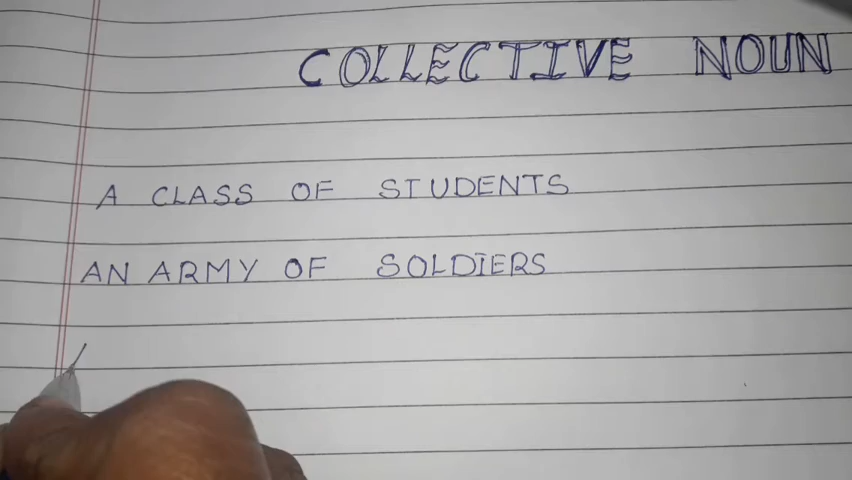 COLLECTIVE NOUN
A CLASS OF STUDENTS
AN ARMY OF SOLDIERS